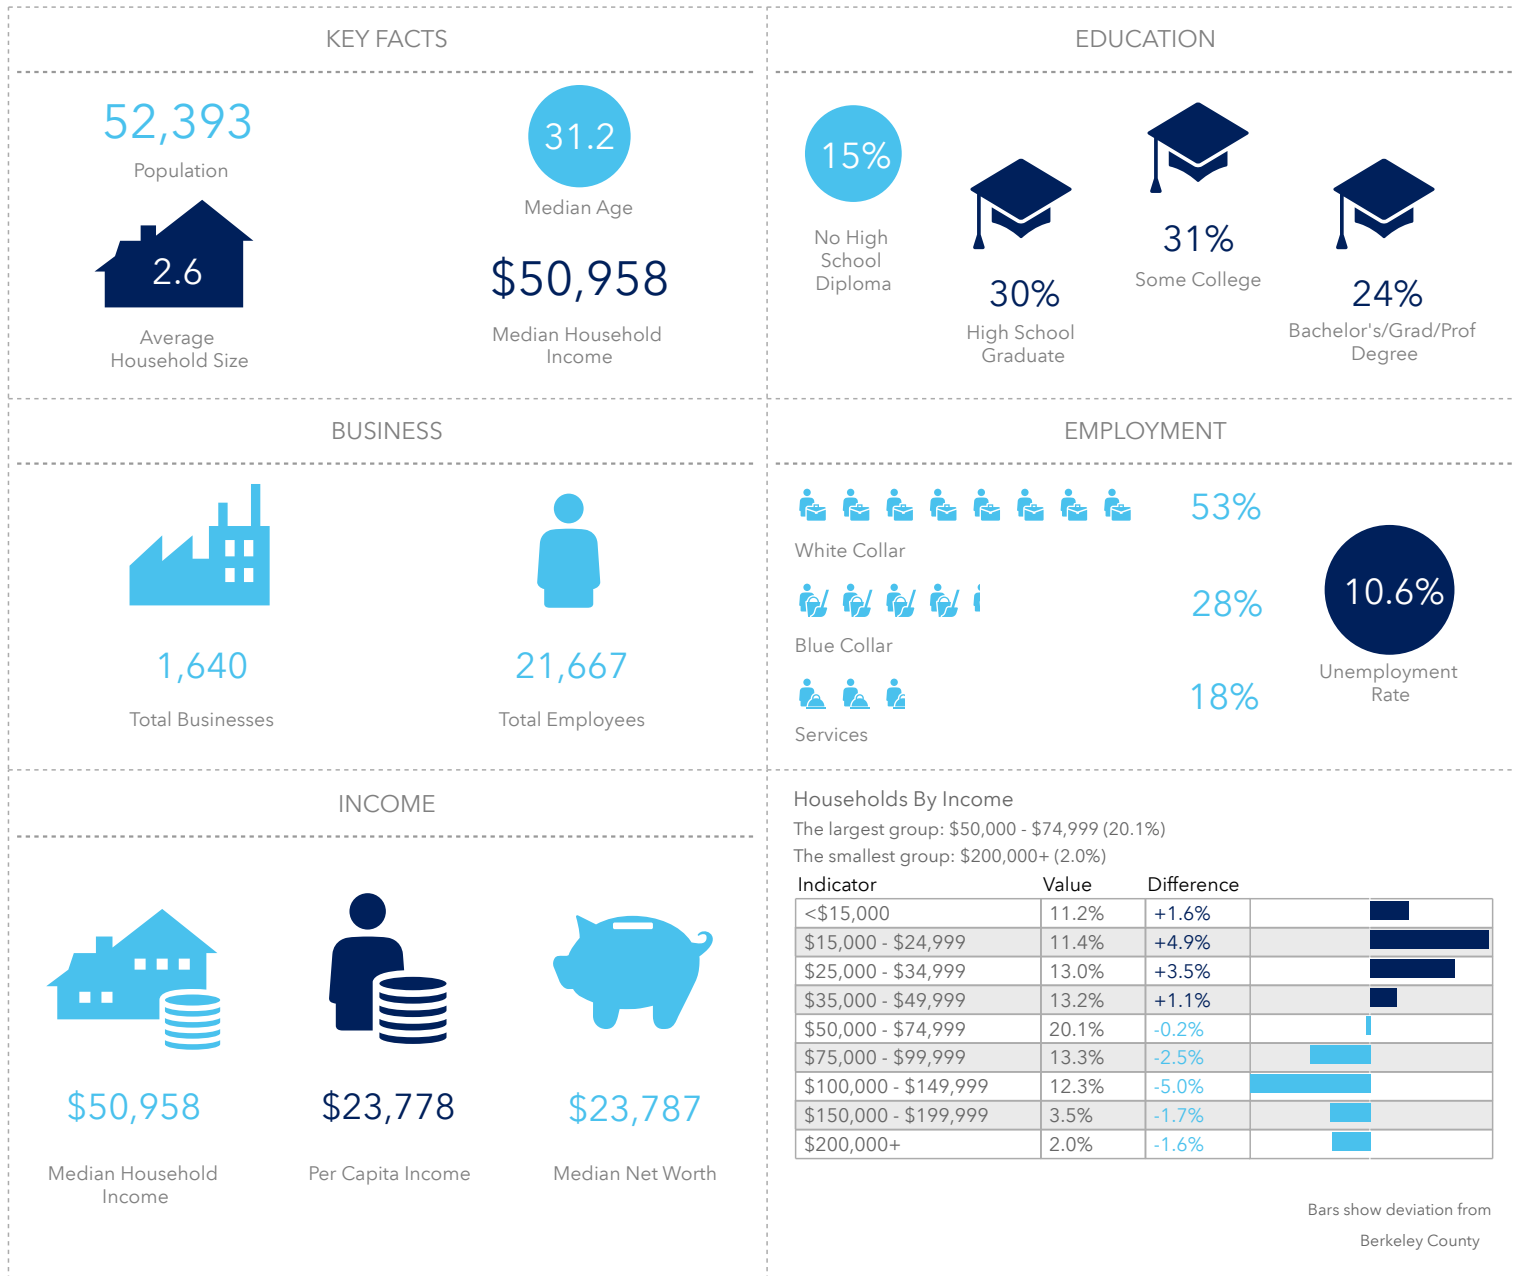 KEY FACTS
52,393
Population
31.2
Median Age
2.6
Average
Household Size
$50,958
Median Household
Income
EDUCATION
15%
No High
School
Diploma
30%
High School
Graduate
31%
Some College
24%
Bachelor's/Grad/Prof
Degree
BUSINESS
1,640
Total Businesses
21,667
Total Employees
EMPLOYMENT
53%
White Collar
28%
Blue Collar
18%
Services
10.6%
Unemployment
Rate
INCOME
$50,958
Median Household
Income
$23,778
Per Capita Income
$23,787
Median Net Worth
Households By Income
The largest group: $50,000 - $74,999 (20.1%)
The smallest group: $200,000+ (2.0%)
Indicator Value Difference
<$15,000 11.2% +1.6%
$15,000 - $24,999 11.4% +4.9%
$25,000 - $34,999 13.0% +3.5%
$35,000 - $49,999 13.2% +1.1%
$50,000 - $74,999 20.1% -0.2%
$75,000 - $99,999 13.3% -2.5%
$100,000 - $149,999 12.3% -5.0%
$150,000 - $199,999 3.5% -1.7%
$200,000+ 2.0% -1.6%
Bars show deviation from
Berkeley County